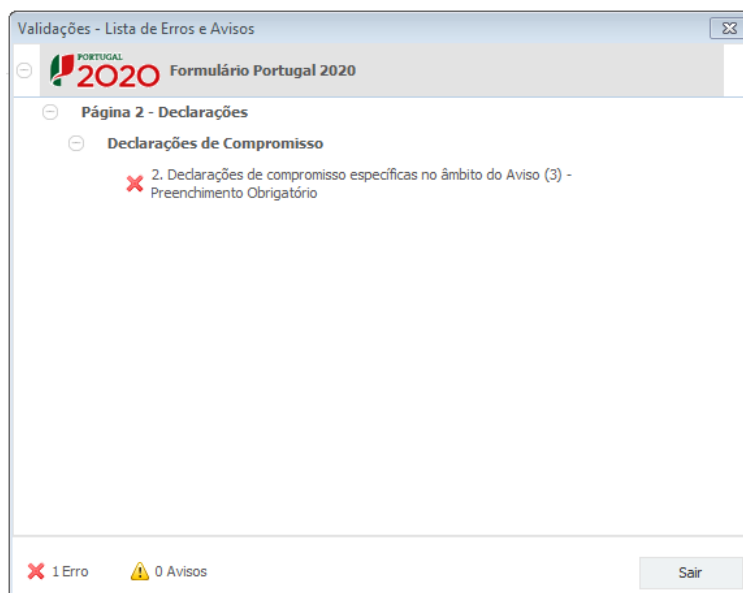 Validações - Lista de Erros e Avisos
PORTUGAL
2020
Formulário Portugal 2020
Página 2 - Declarações
Declarações de Compromisso
2. Declarações de compromisso específicas no âmbito do Aviso (3) -
Preenchimento Obrigatório
1 Erro
0 Avisos
Sair